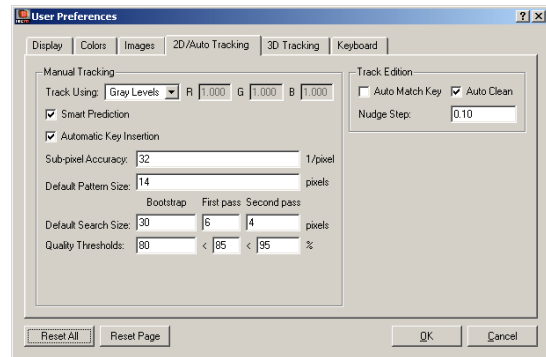 User Preferences
Display Colors Images 2D/Auto Tracking 3D Tracking Keyboard
Manual Tracking
Track Using: Gray Levels R 1.000 G 1.000 B 1.000
Smart Prediction
Automatic Key Insertion
Sub-pixel Accuracy: 32 1/pixel
Default Pattern Size: 14 pixels
Bootstrap First pass Second pass
Default Search Size: 30 6 4 pixels
Quality Thresholds: 80 < 85 < 95 %
Track Edition
Auto Match Key Auto Clean
Nudge Step: 0.10
Reset All Reset Page OK Cancel